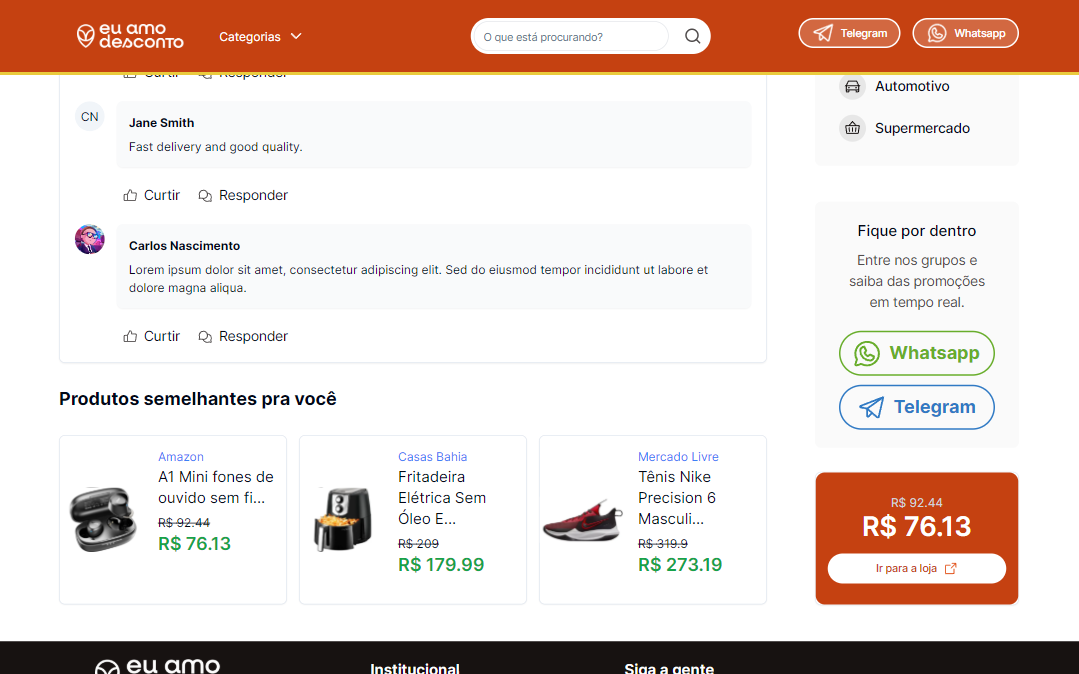 eu amo
desconto
Categorias
O que está procurando?
Telegram
Whatsapp
Curtir
Responder
CN
Jane Smith
Fast delivery and good quality.
Curtir
Responder
Carlos Nascimento
Lorem ipsum dolor sit amet, consectetur adipiscing elit. Sed do eiusmod tempor incididunt ut labore et
dolore magna aliqua.
Curtir
Responder
Automotivo
Supermercado
Fique por dentro
Entre nos grupos e
saiba das promoções
em tempo real.
Whatsapp
Telegram
Produtos semelhantes pra você
Amazon
A1 Mini fones de
ouvido sem fi...
R$ 92.44
R$ 76.13
Casas Bahia
Fritadeira
Elétrica Sem
Óleo E...
R$ 209
R$ 179.99
Mercado Livre
Tênis Nike
Precision 6
Masculi...
R$ 319.9
R$ 273.19
R$ 92.44
R$ 76.13
Ir para a loja
eu amo
Institucional
Siga a gente